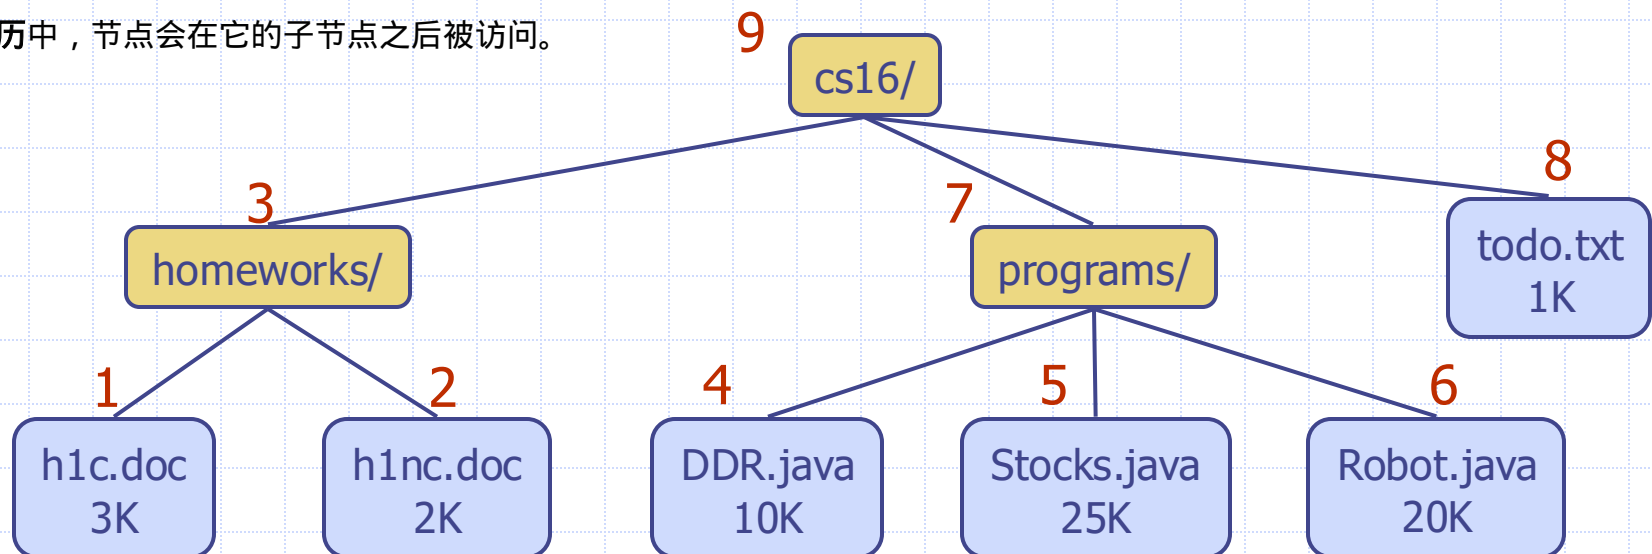 历中，节点会在它的子节点之后被访问。
9
cs16/
8
3
7
homeworks/
programs/
todo.txt
1K
1
2
4
5
6
h1c.doc
3K
h1nc.doc
2K
DDR.java
10K
Stocks.java
25K
Robot.java
20K